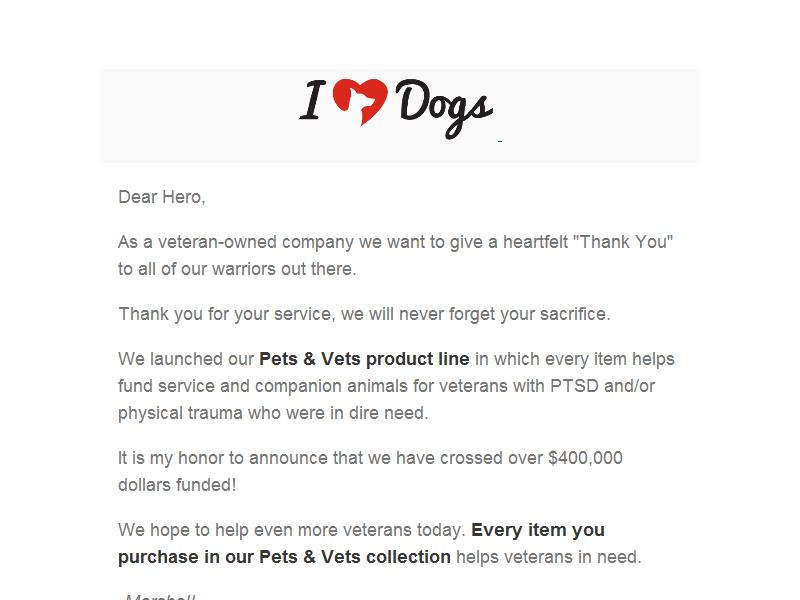 I Dogs
Dear Hero,
As a veteran-owned company we want to give a heartfelt "Thank You"
to all of our warriors out there.
Thank you for your service, we will never forget your sacrifice.
We launched our Pets & Vets product line in which every item helps
fund service and companion animals for veterans with PTSD and/or
physical trauma who were in dire need.
It is my honor to announce that we have crossed over $400,000
dollars funded!
We hope to help even more veterans today. Every item you
purchase in our Pets & Vets collection helps veterans in need.